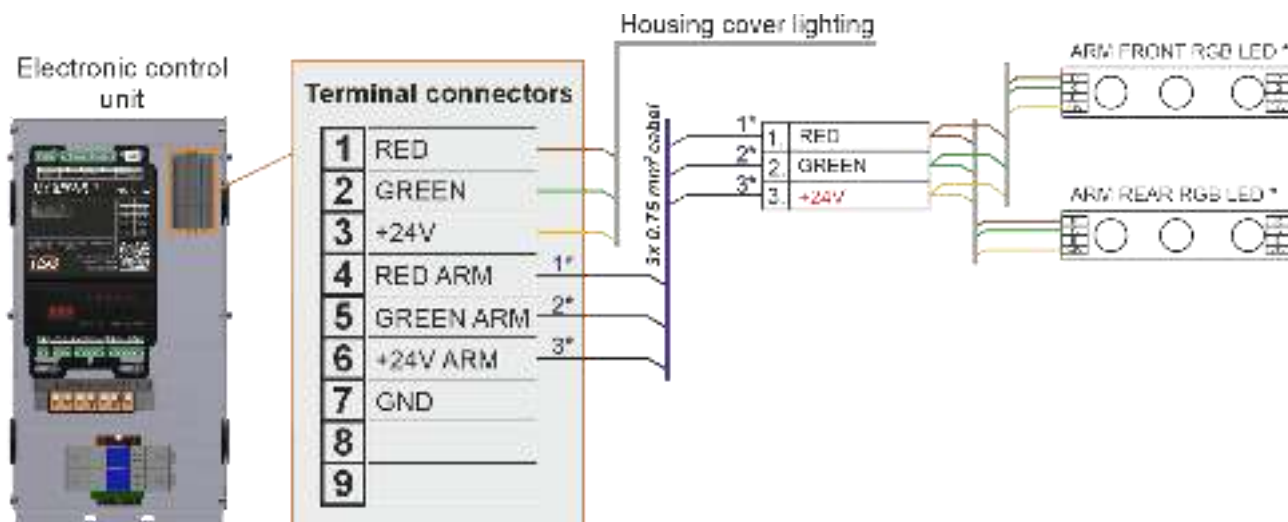 Housing cover lighting
Electronic control
unit
Terminal connectors
1 RED
2 GREEN
3 +24V
4 RED ARM
5 GREEN ARM
6 +24V ARM
7 GND
8
9
1*
2*
3*
3x 0.75 mm² cabel
1*
2*
3*
1. RED
2. GREEN
3. +24V
ARM FRONT RGB LED *
ARM REAR RGB LED *